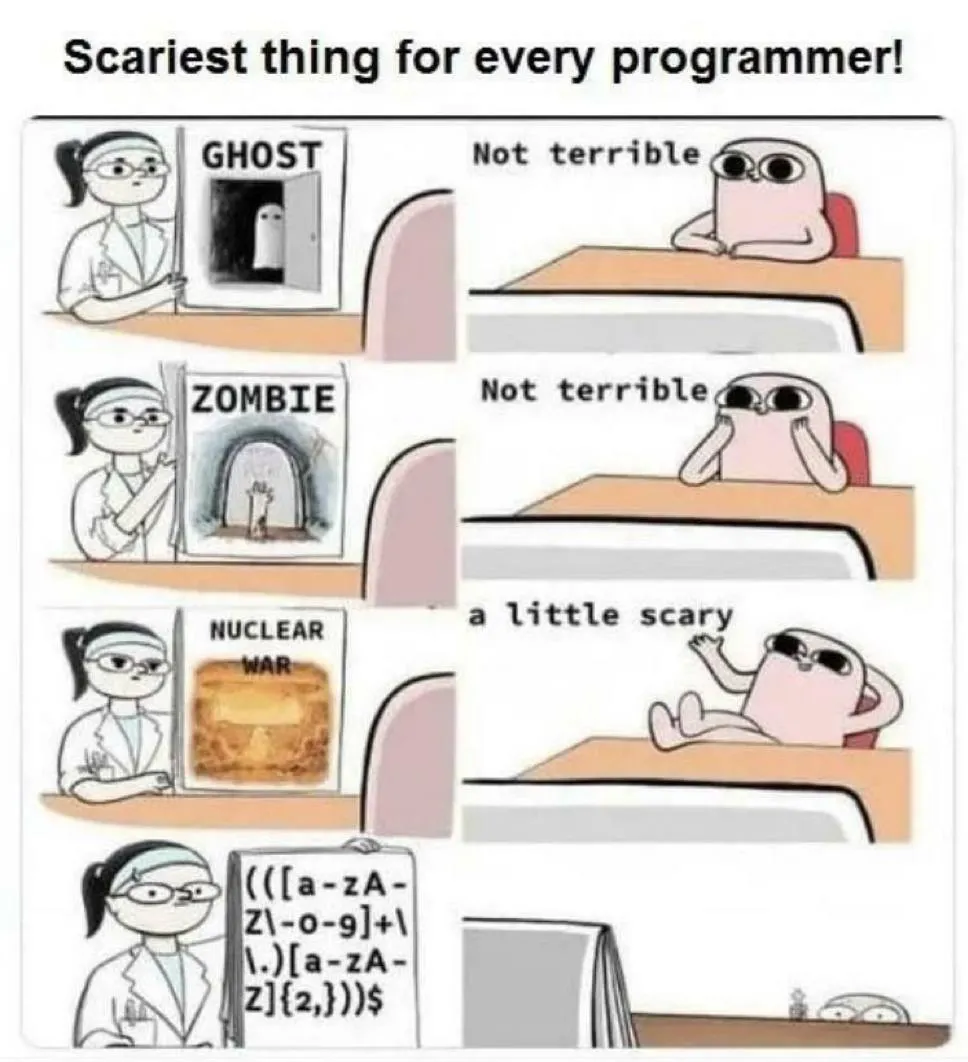 Scariest thing for every programmer!
GHOST
Not terrible
ZOMBIE
Not terrible
NUCLEAR
WAR
a little scary
(([a-zA-
Z\-0-9]+\
\.)[a-zA-
Z]{2,}))$